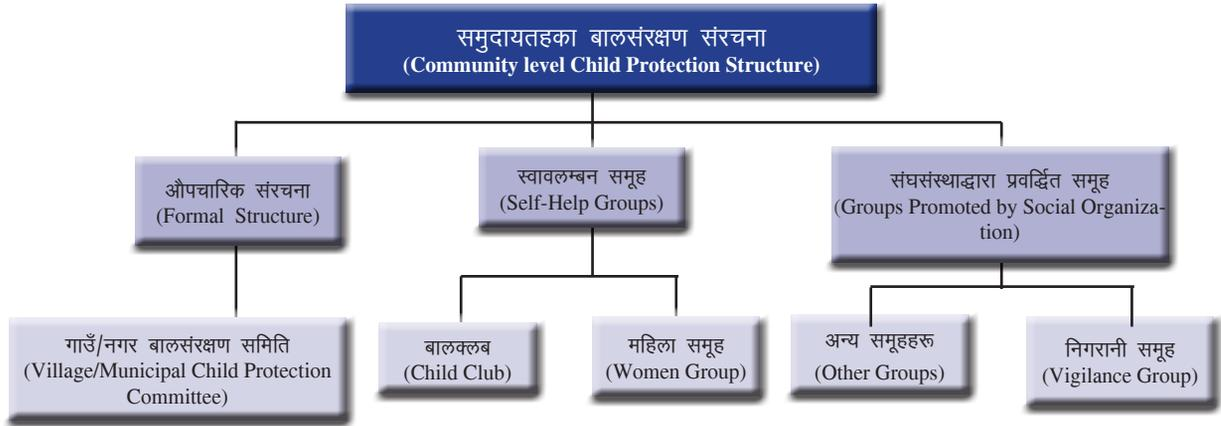 समुदायतहका बालसंरक्षण संरचना
(Community level Child Protection Structure)
औपचारिक संरचना
(Formal Structure)
स्वावलम्बन समूह
(Self-Help Groups)
संघसंस्थाद्वारा प्रवर्द्धित समूह
(Groups Promoted by Social Organiza-
tion)
गाउँ/नगर बालसंरक्षण समिति
(Village/Municipal Child Protection
Committee)
बालक्लब
(Child Club)
महिला समूह
(Women Group)
अन्य समूहहरू
(Other Groups)
निगरानी समूह
(Vigilance Group)